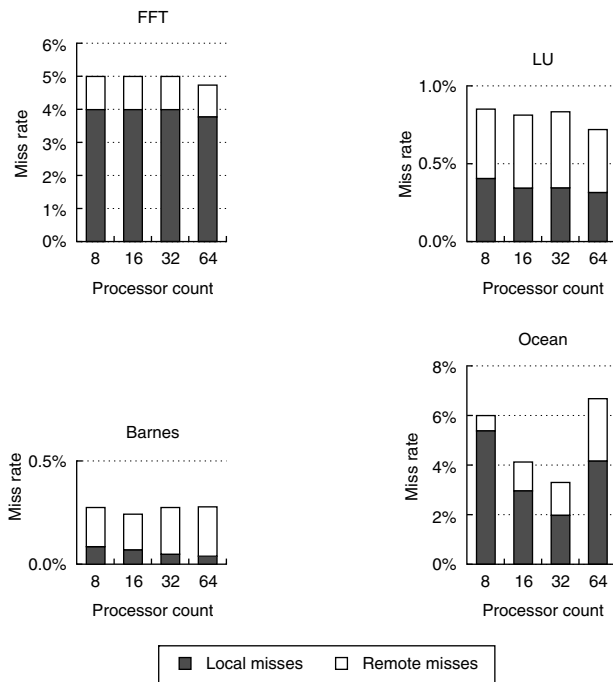 FFT
6%
5%
4%
3%
2%
1%
0%
Miss rate
8 16 32 64
Processor count
LU
1.0%
0.5%
0.0%
Miss rate
8 16 32 64
Processor count
Barnes
0.5%
0.0%
Miss rate
8 16 32 64
Processor count
Ocean
8%
6%
4%
2%
0%
Miss rate
8 16 32 64
Processor count
Local misses Remote misses